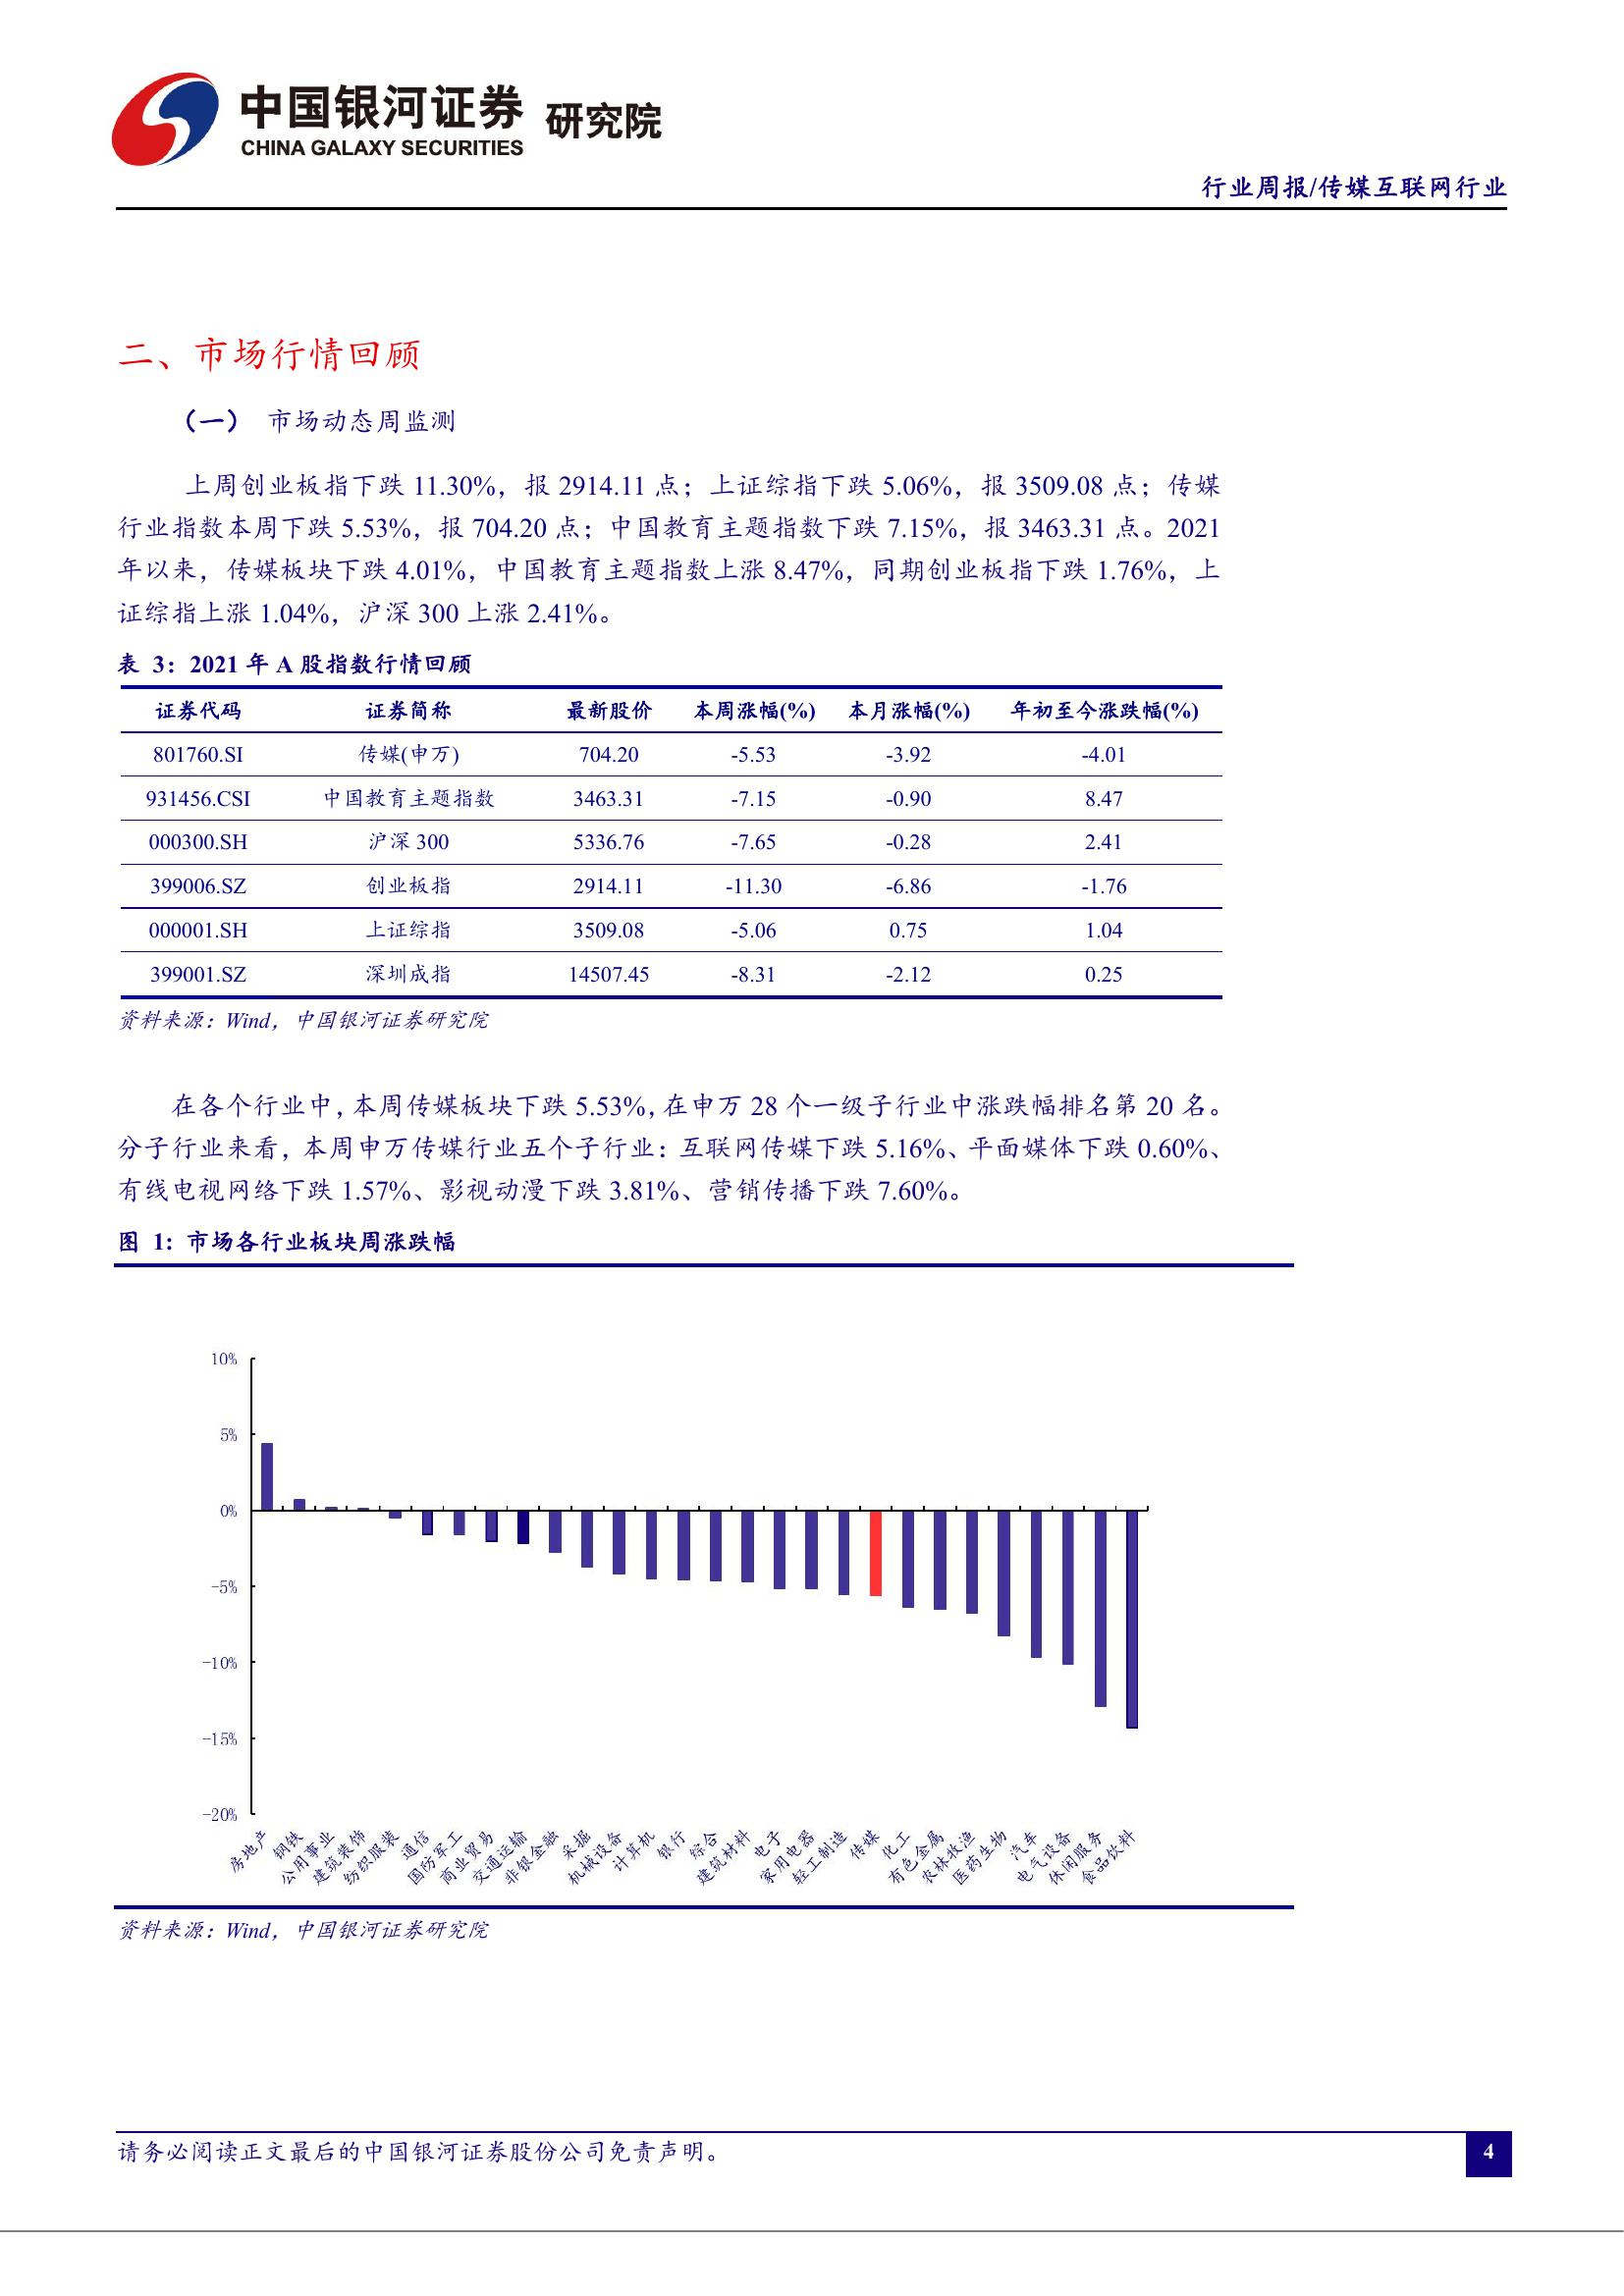 中国银河证券 研究院
CHINA GALAXY SECURITIES
行业周报/传媒互联网行业
二、市场行情回顾
（一） 市场动态周监测
上周创业板指下跌 11.30%，报 2914.11 点；上证综指下跌 5.06%，报 3509.08 点；传媒
行业指数本周下跌 5.53%，报 704.20 点；中国教育主题指数下跌 7.15%，报 3463.31 点。2021
年以来，传媒板块下跌 4.01%，中国教育主题指数上涨 8.47%，同期创业板指下跌 1.76%，上
证综指上涨 1.04%，沪深 300 上涨 2.41%。
表 3：2021 年 A 股指数行情回顾
证券代码 证券简称 最新股价 本周涨幅(%) 本月涨幅(%) 年初至今涨跌幅(%)
801760.SI 传媒(申万) 704.20 -5.53 -3.92 -4.01
931456.CSI 中国教育主题指数 3463.31 -7.15 -0.90 8.47
000300.SH 沪深 300 5336.76 -7.65 -0.28 2.41
399006.SZ 创业板指 2914.11 -11.30 -6.86 -1.76
000001.SH 上证综指 3509.08 -5.06 0.75 1.04
399001.SZ 深圳成指 14507.45 -8.31 -2.12 0.25
资料来源：Wind，中国银河证券研究院
在各个行业中，本周传媒板块下跌 5.53%，在申万 28 个一级子行业中涨跌幅排名第 20 名。
分子行业来看，本周申万传媒行业五个子行业：互联网传媒下跌 5.16%、平面媒体下跌 0.60%、
有线电视网络下跌 1.57%、影视动漫下跌 3.81%、营销传播下跌 7.60%。
图 1: 市场各行业板块周涨跌幅
10%
5%
0%
-5%
-10%
-15%
-20%
房地产 钢铁 公用事业 建筑装饰 纺织服装 通信 国防军工 商业贸易 交通运输 非银金融 采掘 机械设备 计算机 银行 综合 建筑材料 电子 家用电器 轻工制造 传媒 化工 有色金属 农林牧渔 医药生物 汽车 电气设备 休闲服务 食品饮料
资料来源：Wind，中国银河证券研究院
请务必阅读正文最后的中国银河证券股份公司免责声明。
4